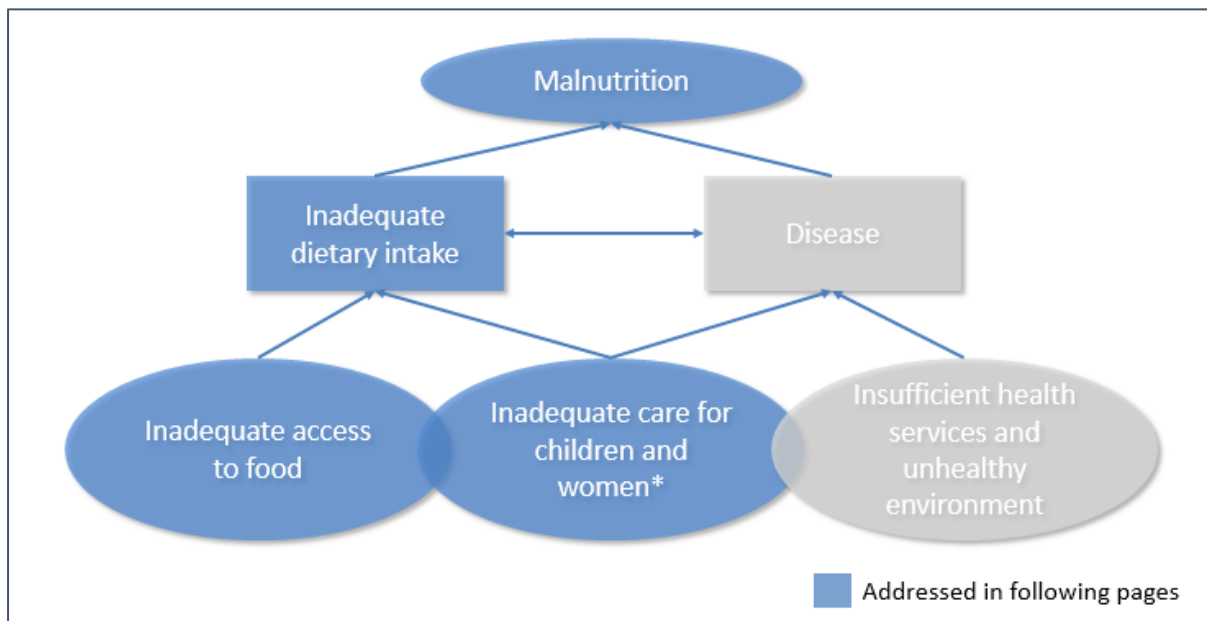 Malnutrition
Inadequate
dietary intake
Disease
Inadequate access
to food
Inadequate care for
children and
women*
Insufficient health
services and
unhealthy
environment
Addressed in following pages